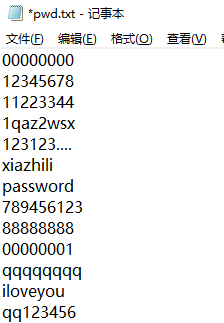 *pwd.txt - 记事本
文件(F) 编辑(E) 格式(O) 查看(V)
00000000
12345678
11223344
1qaz2wsx
123123....
xiazhili
password
789456123
88888888
00000001
qqqqqqqq
iloveyou
qq123456